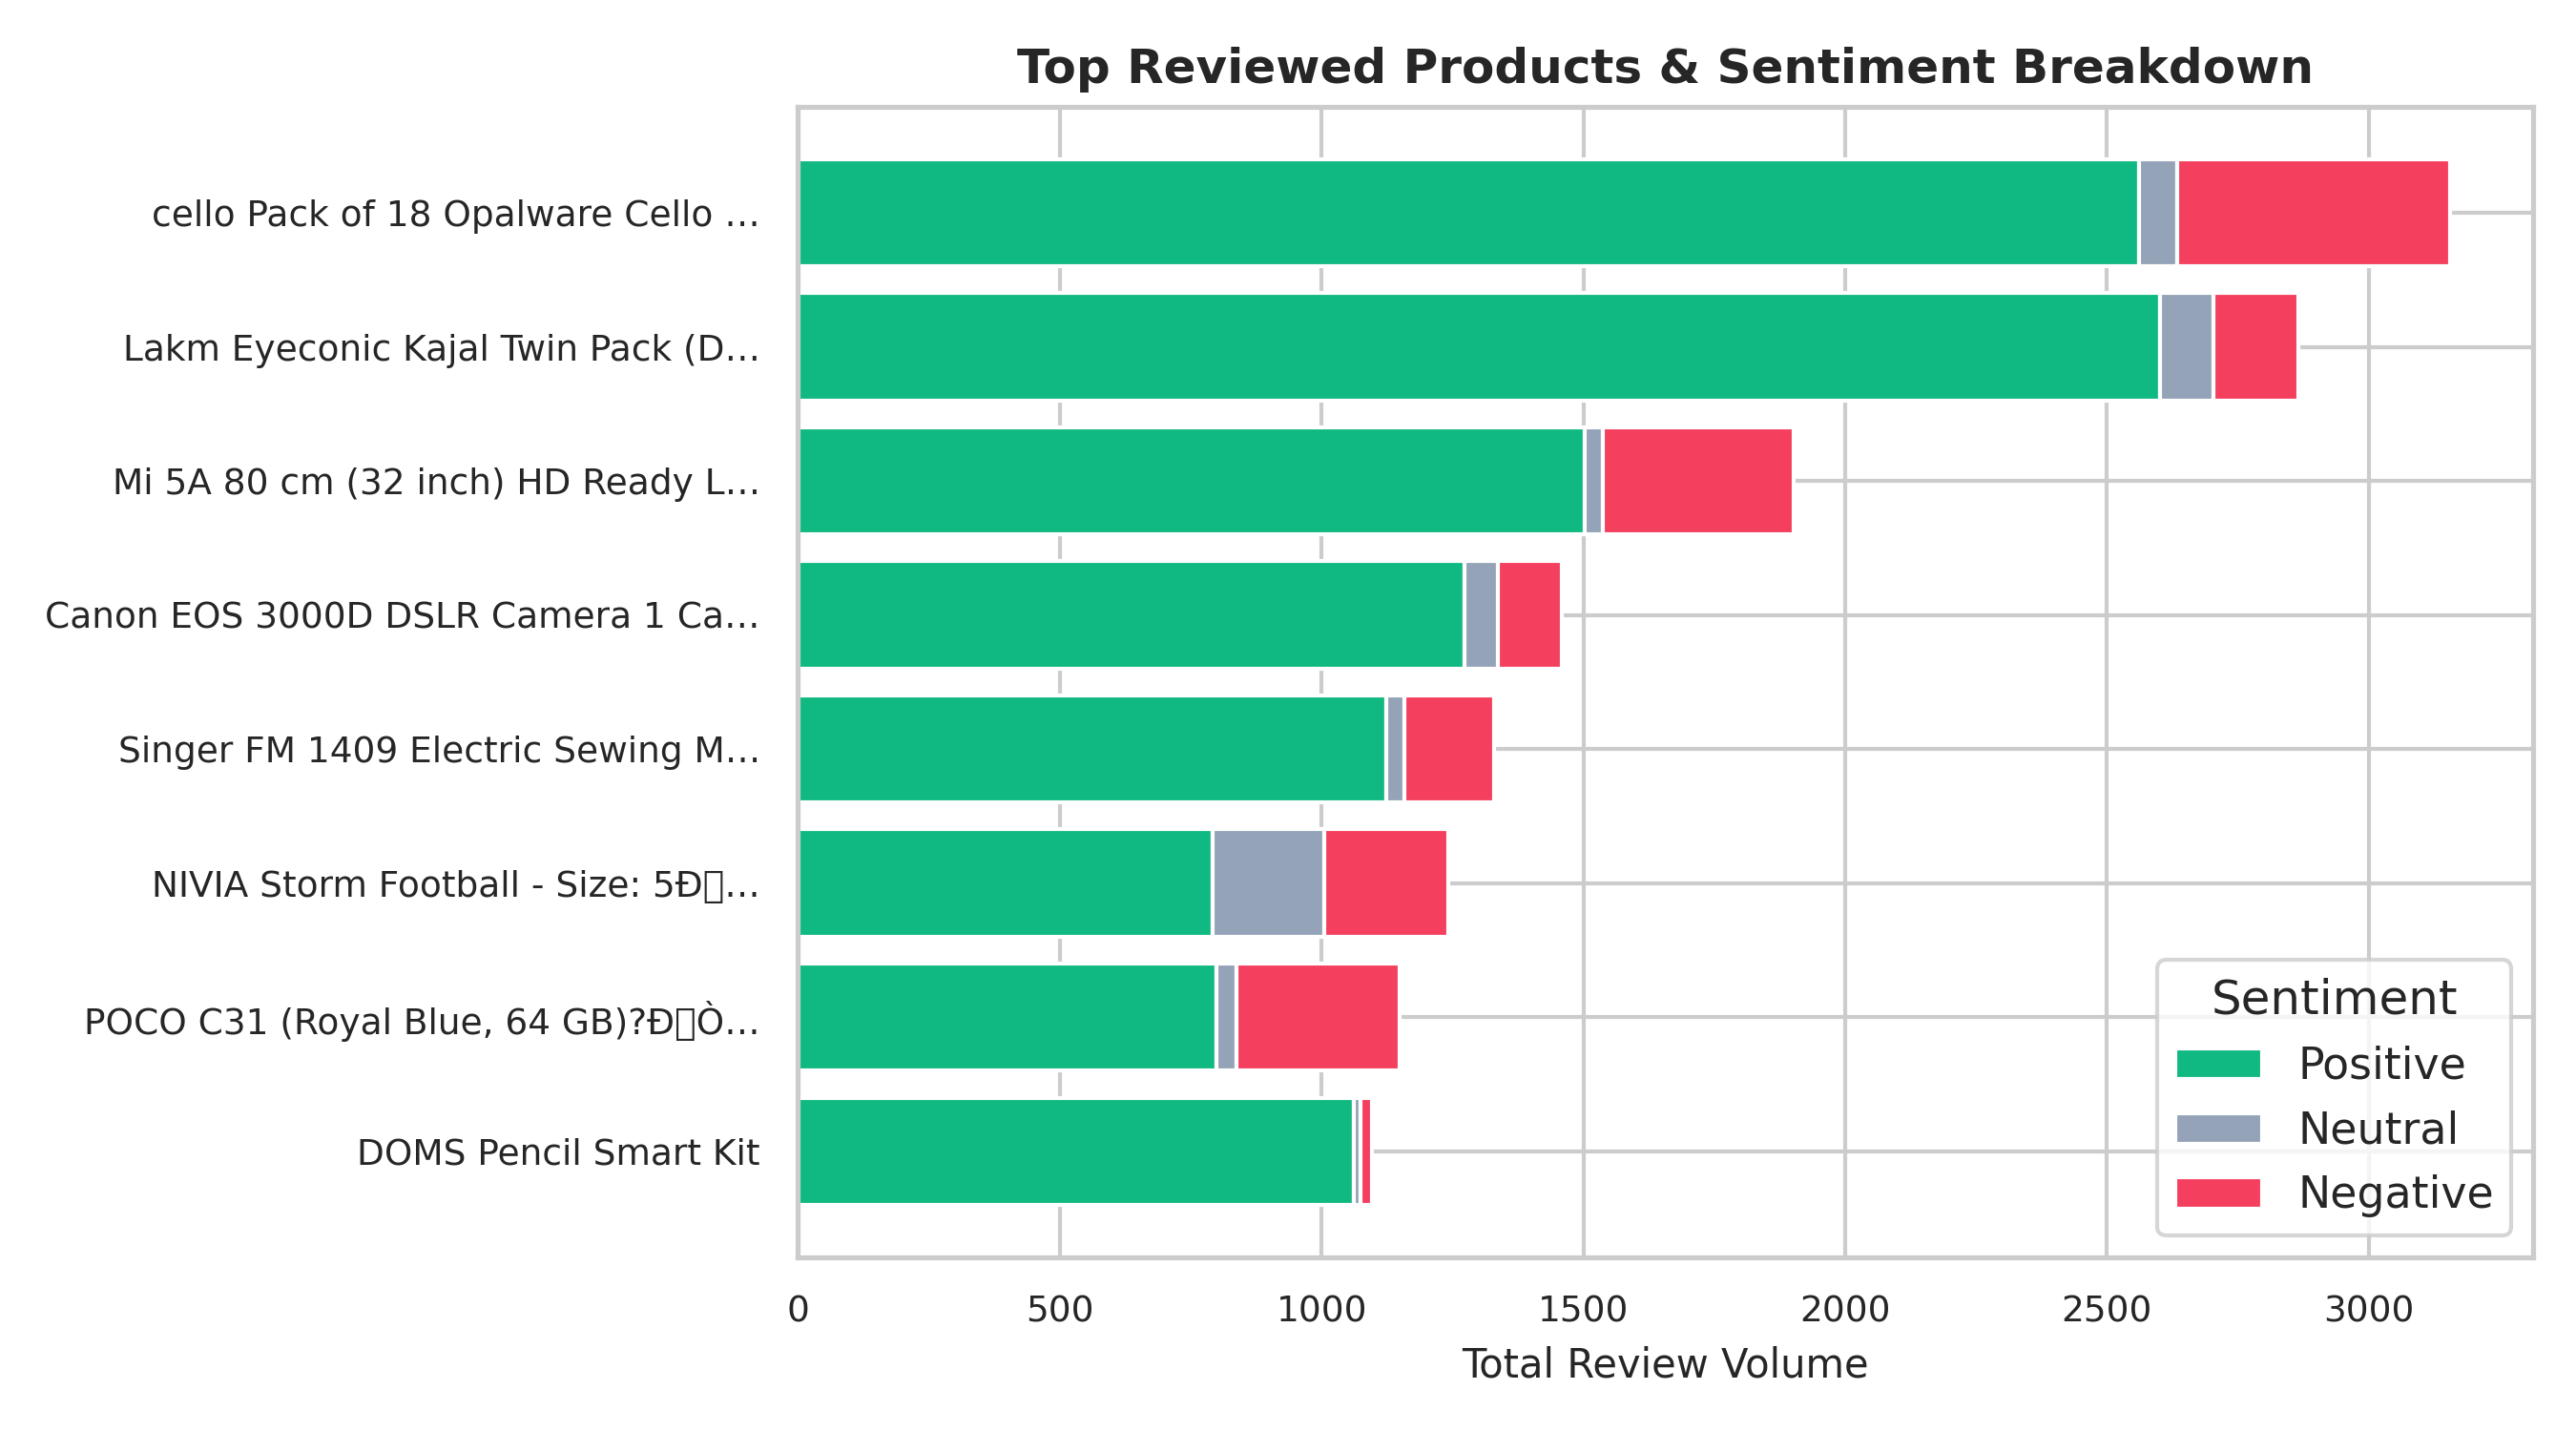 Top Reviewed Products & Sentiment Breakdown
cello Pack of 18 Opalware Cello ...
Lakm Eyeconic Kajal Twin Pack (D...
Mi 5A 80 cm (32 inch) HD Ready L...
Canon EOS 3000D DSLR Camera 1 Ca...
Singer FM 1409 Electric Sewing M...
NIVIA Storm Football - Size: 5Ð...
POCO C31 (Royal Blue, 64 GB)?ÐÒ...
DOMS Pencil Smart Kit
Sentiment
Positive
Neutral
Negative
0 500 1000 1500 2000 2500 3000
Total Review Volume